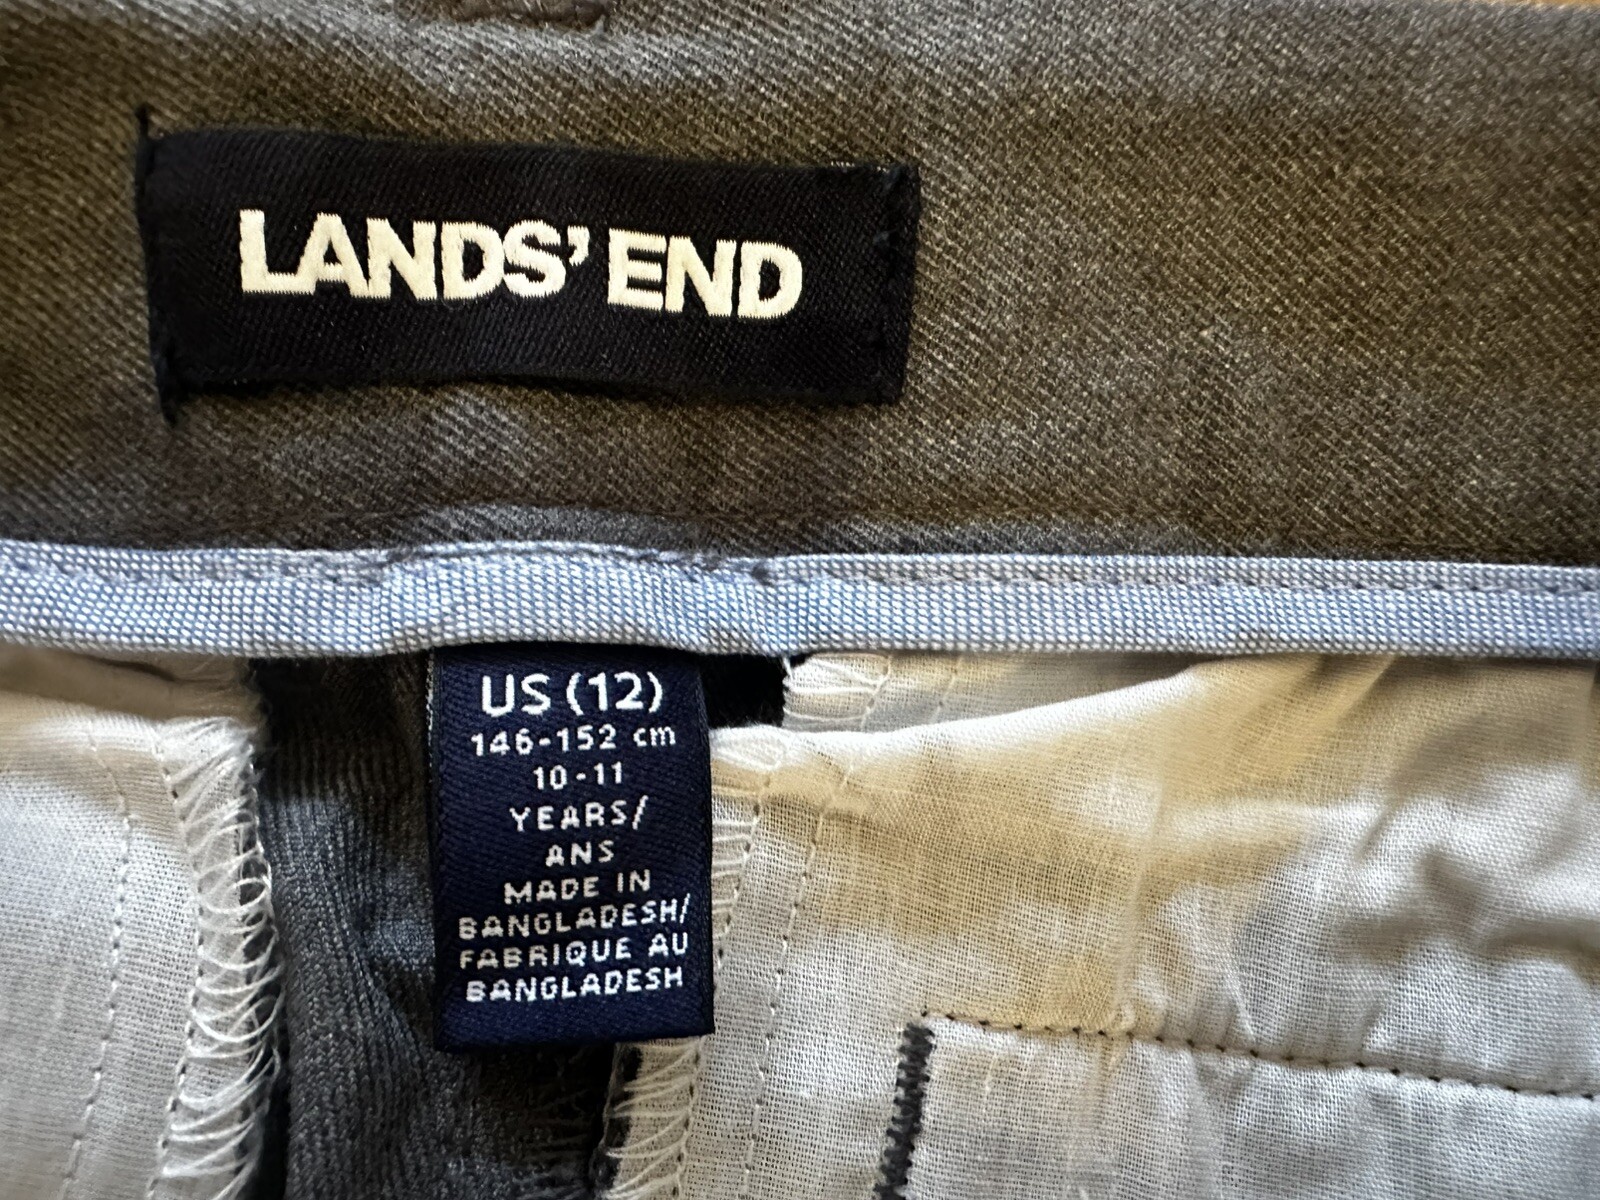 LANDS' END
US (12)
146-152 cm
10-11
YEARS/
ANS
MADE IN
BANGLADESH/
FABRIQUE AU
BANGLADESH